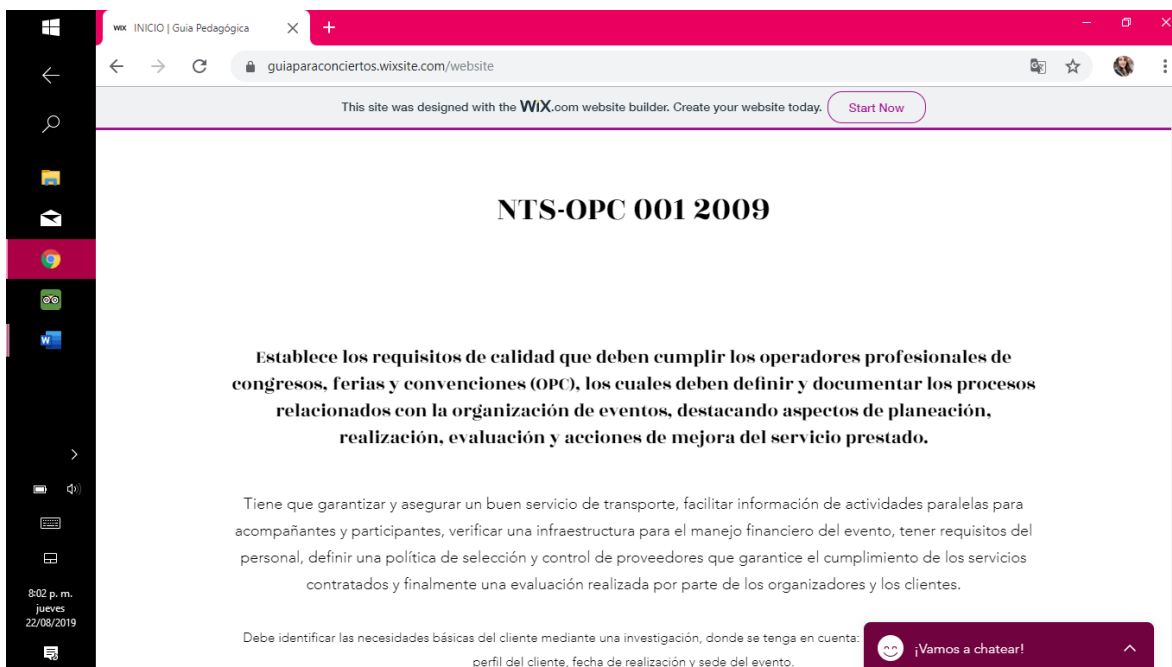 WiX INICIO | Guia Pedagógica
guiaparaconciertos.wixsite.com/website
This site was designed with the WiX.com website builder. Create your website today. Start Now
NTS-OPC 001 2009
Establece los requisitos de calidad que deben cumplir los operadores profesionales de
congresos, ferias y convenciones (OPC), los cuales deben definir y documentar los procesos
relacionados con la organización de eventos, destacando aspectos de planeación,
realización, evaluación y acciones de mejora del servicio prestado.
Tiene que garantizar y asegurar un buen servicio de transporte, facilitar información de actividades paralelas para
acompañantes y participantes, verificar una infraestructura para el manejo financiero del evento, tener requisitos del
personal, definir una política de selección y control de proveedores que garantice el cumplimiento de los servicios
contratados y finalmente una evaluación realizada por parte de los organizadores y los clientes.
Debe identificar las necesidades básicas del cliente mediante una investigación, donde se tenga en cuenta:
perfil del cliente, fecha de realización y sede del evento.
¡Vamos a chatear!
W
8:02 p. m.
jueves
22/08/2019